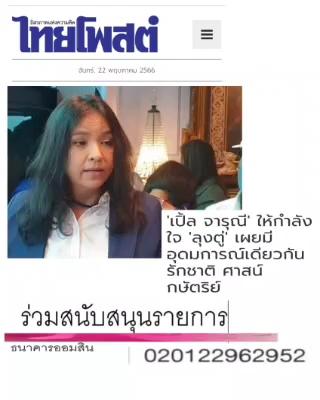 อิสรภาพแห่งความคิด
ไทยโพสต์
จันทร์, 22 พฤษภาคม 2566
'เปิ้ล จารุณี' ให้กำลัง
ใจ 'ลุงตู่' เผยมี
อุดมการณ์เดียวกัน
รักชาติ ศาสน์
กษัตริย์
ร่วมสนับสนุนรายการ
ธนาคารออมสิน
020122962952